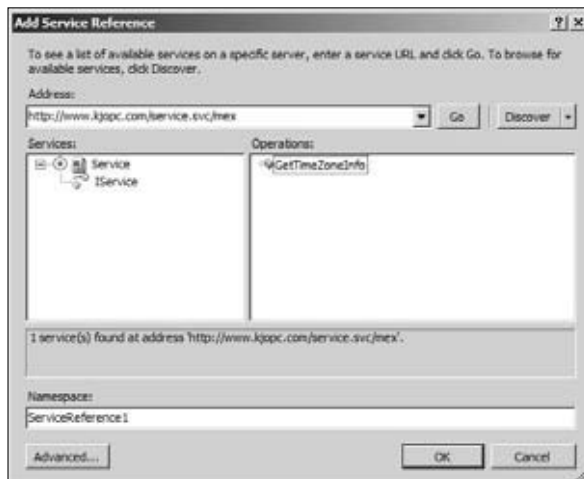 Add Service Reference
To see a list of available services on a specific server, enter a service URL and click Go. To browse for
available services, click Discover.
Address:
http://www.kjopc.com/service.svc/mex
Go
Discover
Services:
Operations:
Service
IService
GetTimeZoneInfo
1 service(s) found at address 'http://www.kjopc.com/service.svc/mex'.
Namespace:
ServiceReference1
Advanced...
OK
Cancel